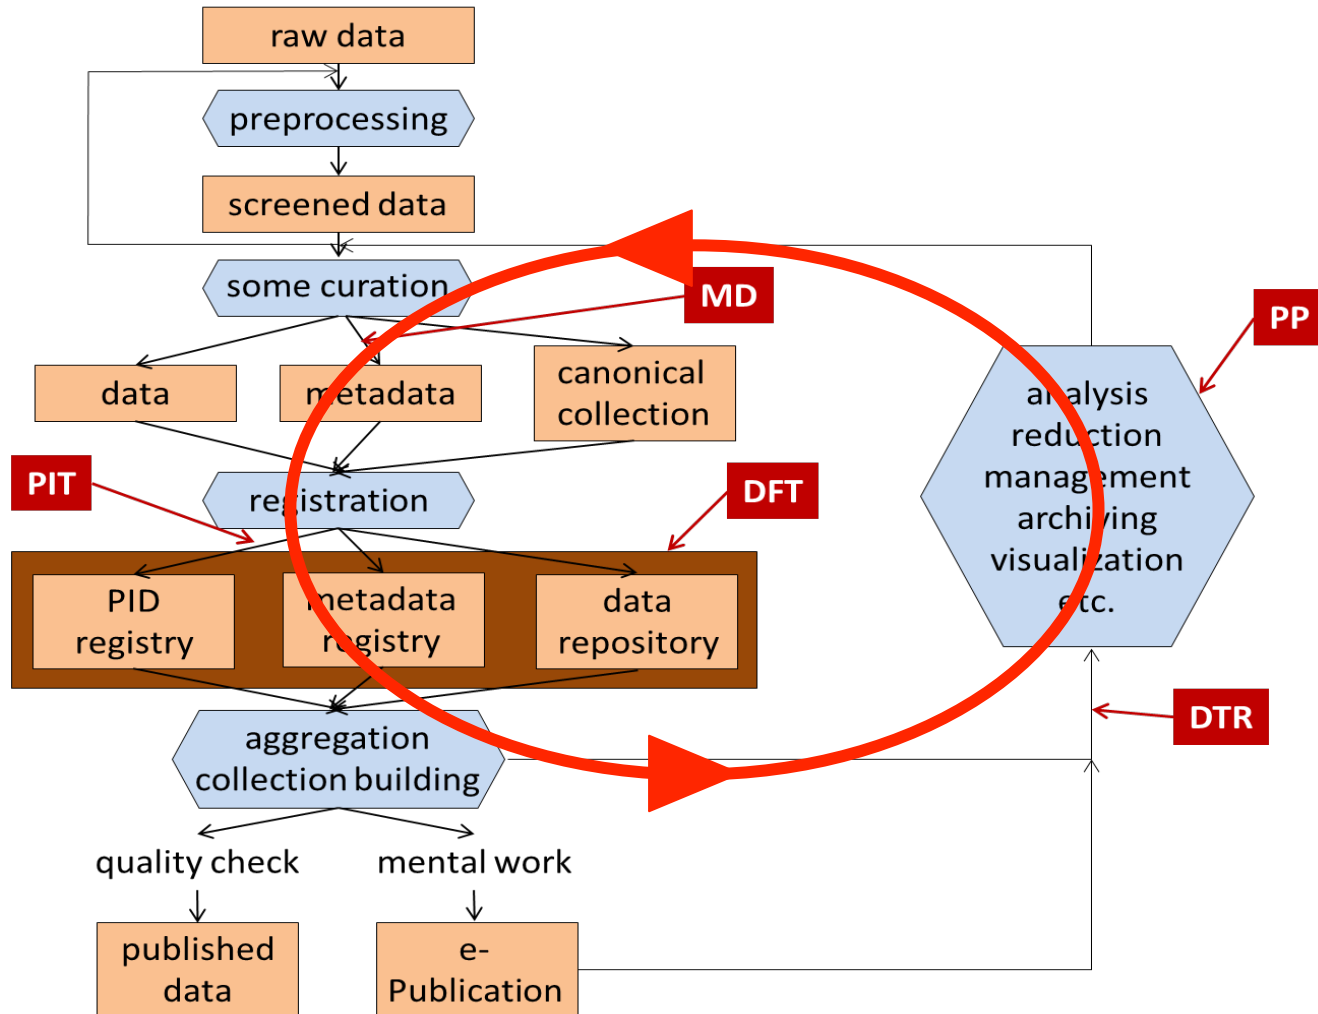 raw data
preprocessing
screened data
some curation
MD
PP
data
metadata
canonical
collection
analysis
reduction
management
archiving
visualization
etc.
PIT
registration
DFT
PID
registry
metadata
registry
data
repository
DTR
aggregation
collection building
quality check
mental work
published
data
e-
Publication